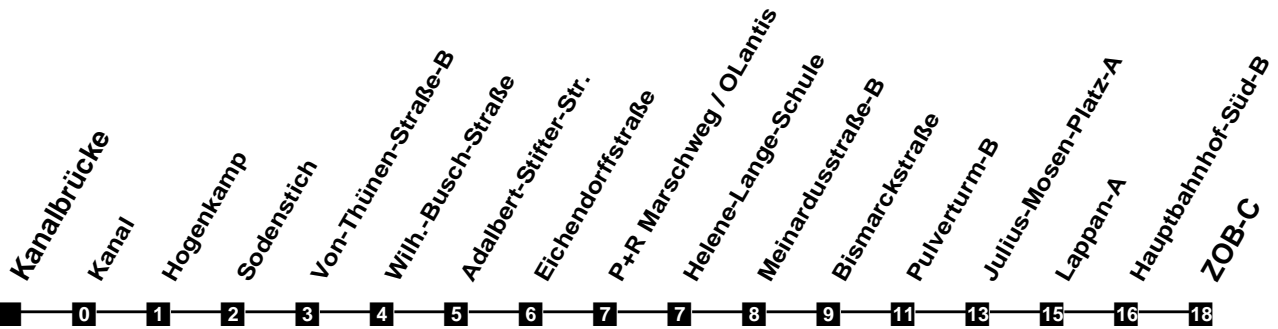 Kanalbrücke
Kanal
Hogenkamp
Sodenstich
Von-Thünen-Straße-B
Wilh.-Busch-Straße
Adalbert-Stifter-Str.
Eichendorffstraße
P+R Marschweg / OLantis
Helene-Lange-Schule
Meinardusstraße-B
Bismarckstraße
Pulverturm-B
Julius-Mosen-Platz-A
Lappan-A
Hauptbahnhof-Süd-B
ZOB-C
0 1 2 3 4 5 6 7 7 8 9 11 13 15 16 18